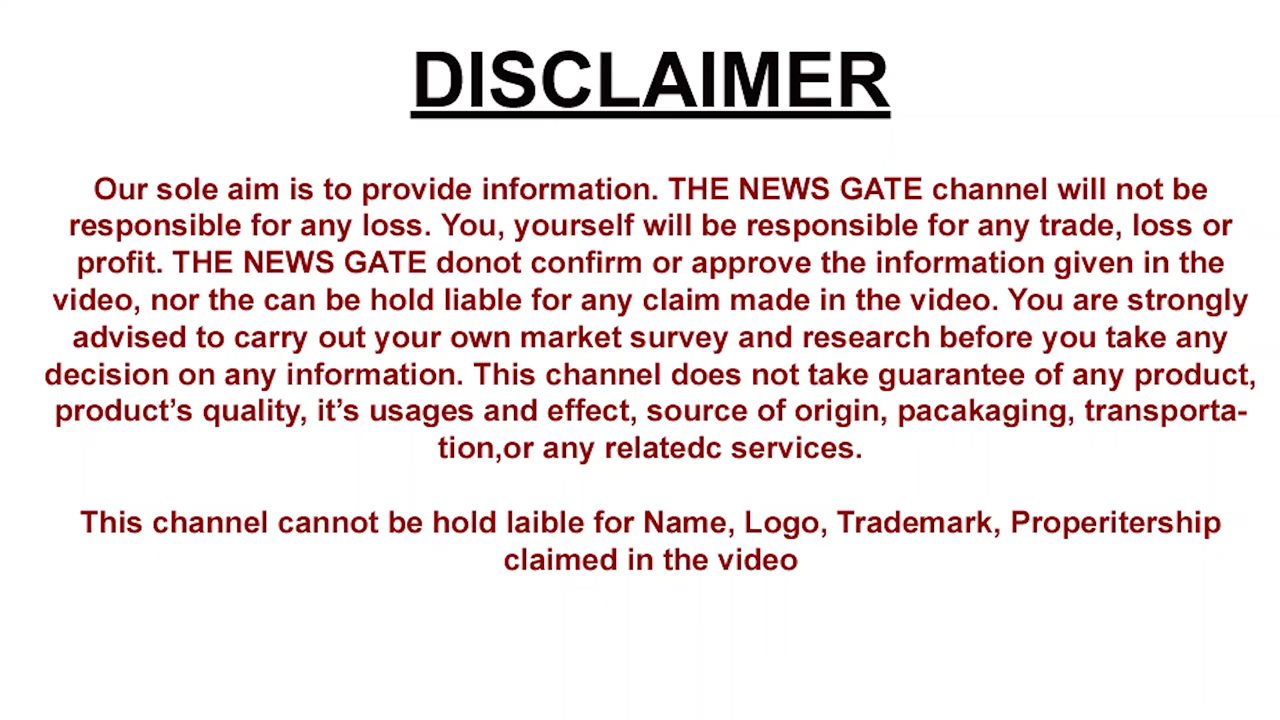 DISCLAIMER
Our sole aim is to provide information. THE NEWS GATE channel will not be
responsible for any loss. You, yourself will be responsible for any trade, loss or
profit. THE NEWS GATE donot confirm or approve the information given in the
video, nor the can be hold liable for any claim made in the video. You are strongly
advised to carry out your own market survey and research before you take any
decision on any information. This channel does not take guarantee of any product,
product’s quality, it’s usages and effect, source of origin, pacakaging, transporta-
tion,or any relatedc services.
This channel cannot be hold laible for Name, Logo, Trademark, Properitership
claimed in the video